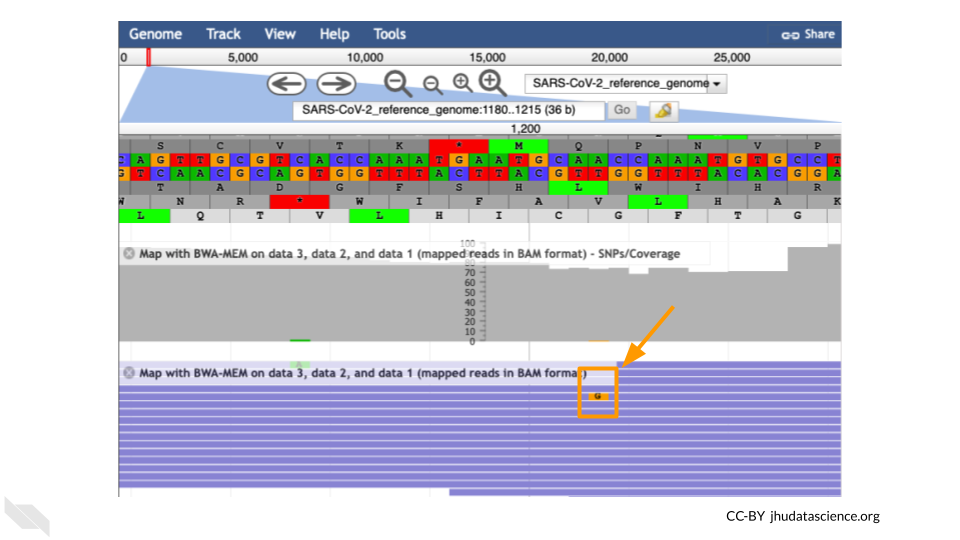 Genome Track View Help Tools Share
0 5,000 10,000 15,000 20,000 25,000
SARS-CoV-2_reference_genome
SARS-CoV-2_reference_genome:1180..1215 (36 b) Go
1,200
S C V T K * M Q P N V P
C A G T T G C G T C A C C A A A T G A A T G C A A C C A A A T G T G C C T
G T C A A C G C A G T G G T T T A C T T A C G T T G G T T T A C A C G G A
T A D G F S H L W I H R
W N R * W I F A V L H A K
L Q T V L H I C G F T G
100
Map with BWA-MEM on data 3, data 2, and data 1 (mapped reads in BAM format) - SNPs/Coverage
70
60
50
40
30
20
10
0
Map with BWA-MEM on data 3, data 2, and data 1 (mapped reads in BAM format)
G
CC-BY jhudatascience.org